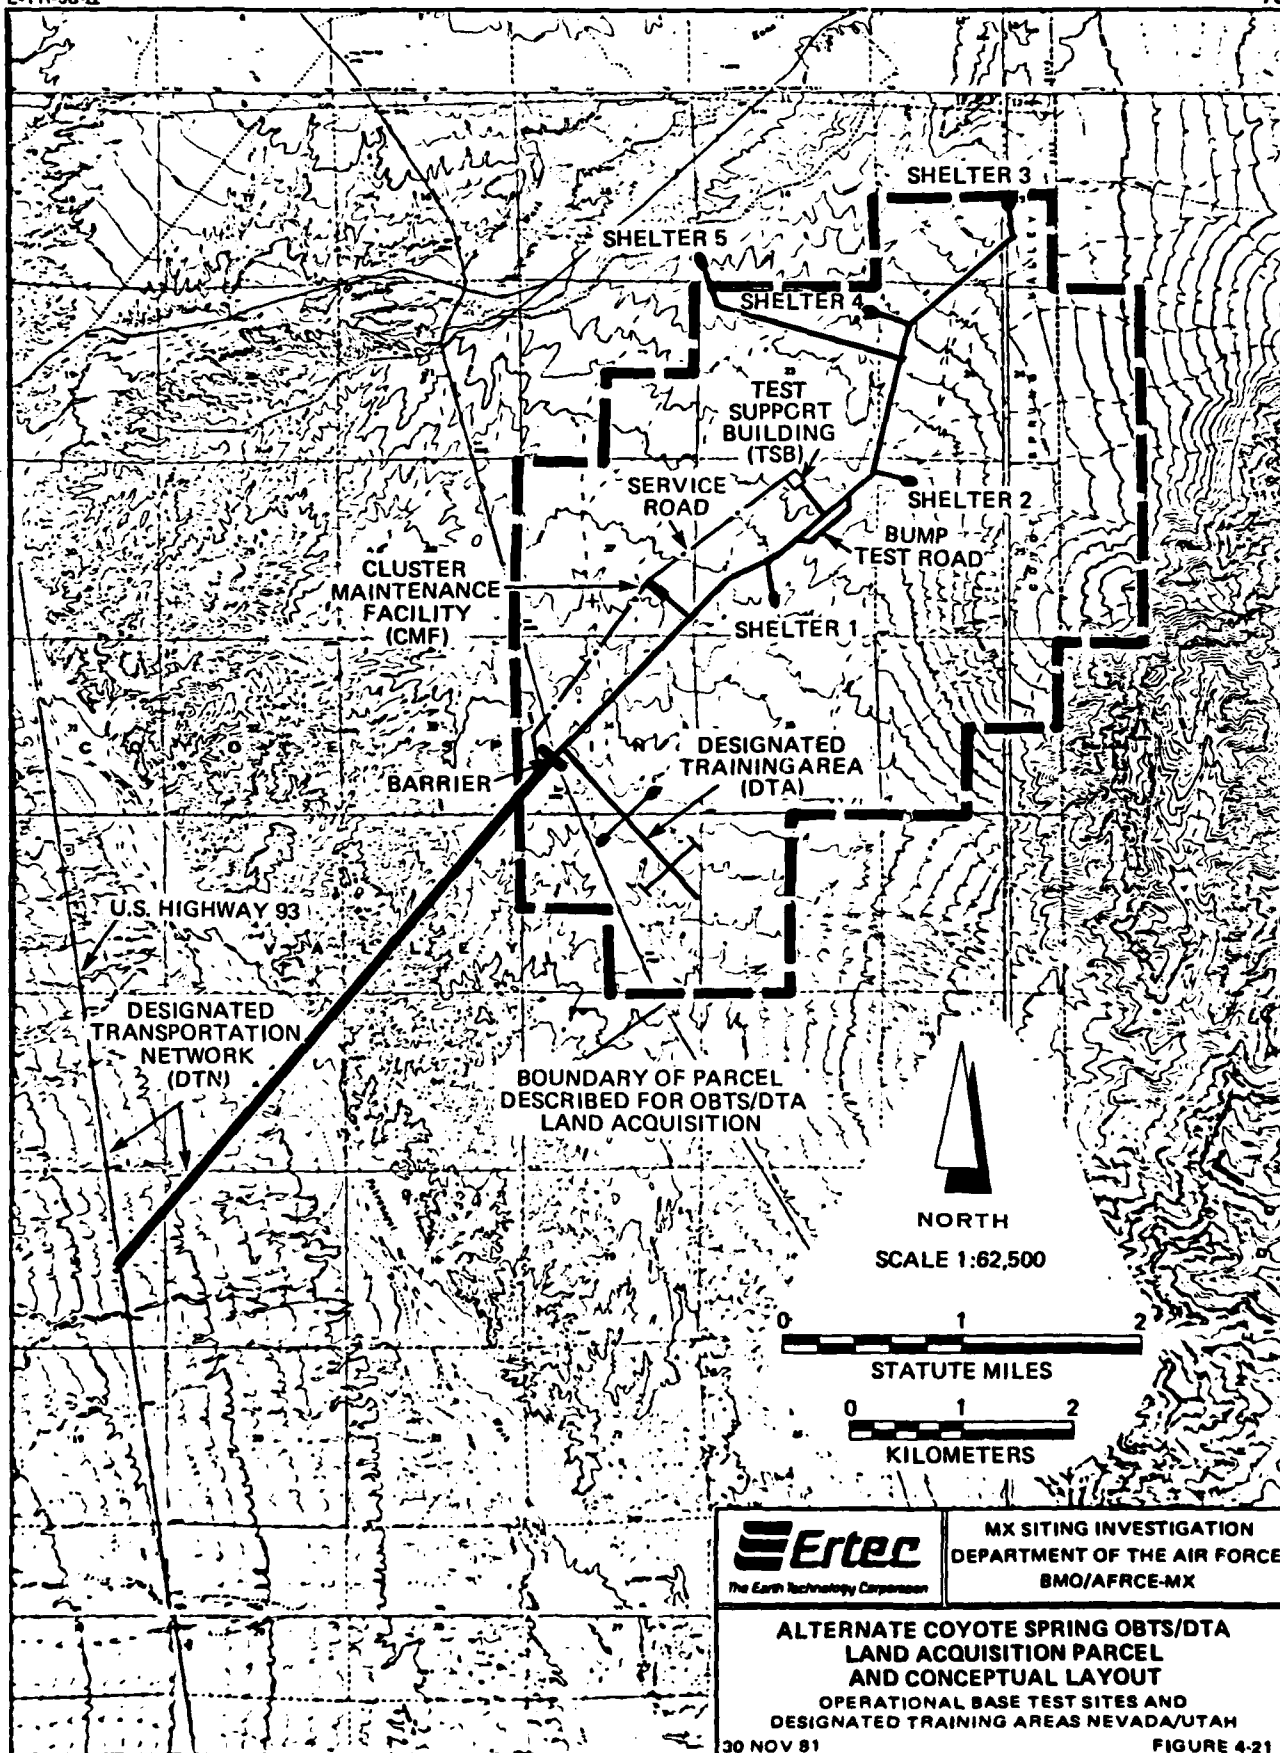 SHELTER 3
SHELTER 5
SHELTER 4
TEST
SUPPORT
BUILDING
(TSB)
SERVICE
ROAD
SHELTER 2
BUMP
TEST ROAD
CLUSTER
MAINTENANCE
FACILITY
(CMF)
SHELTER 1
DESIGNATED
TRAINING AREA
(DTA)
BARRIER
U.S. HIGHWAY 93
VALLEY
DESIGNATED
TRANSPORTATION
NETWORK
(DTN)
BOUNDARY OF PARCEL
DESCRIBED FOR OBTS/DTA
LAND ACQUISITION
NORTH
SCALE 1:62,500
0 1 2
STATUTE MILES
0 1 2
KILOMETERS
Ertec
The Earth Technology Corporation
MX SITING INVESTIGATION
DEPARTMENT OF THE AIR FORCE
BMO/AFRCE-MX
ALTERNATE COYOTE SPRING OBTS/DTA
LAND ACQUISITION PARCEL
AND CONCEPTUAL LAYOUT
OPERATIONAL BASE TEST SITES AND
DESIGNATED TRAINING AREAS NEVADA/UTAH
30 NOV 81
FIGURE 4-21